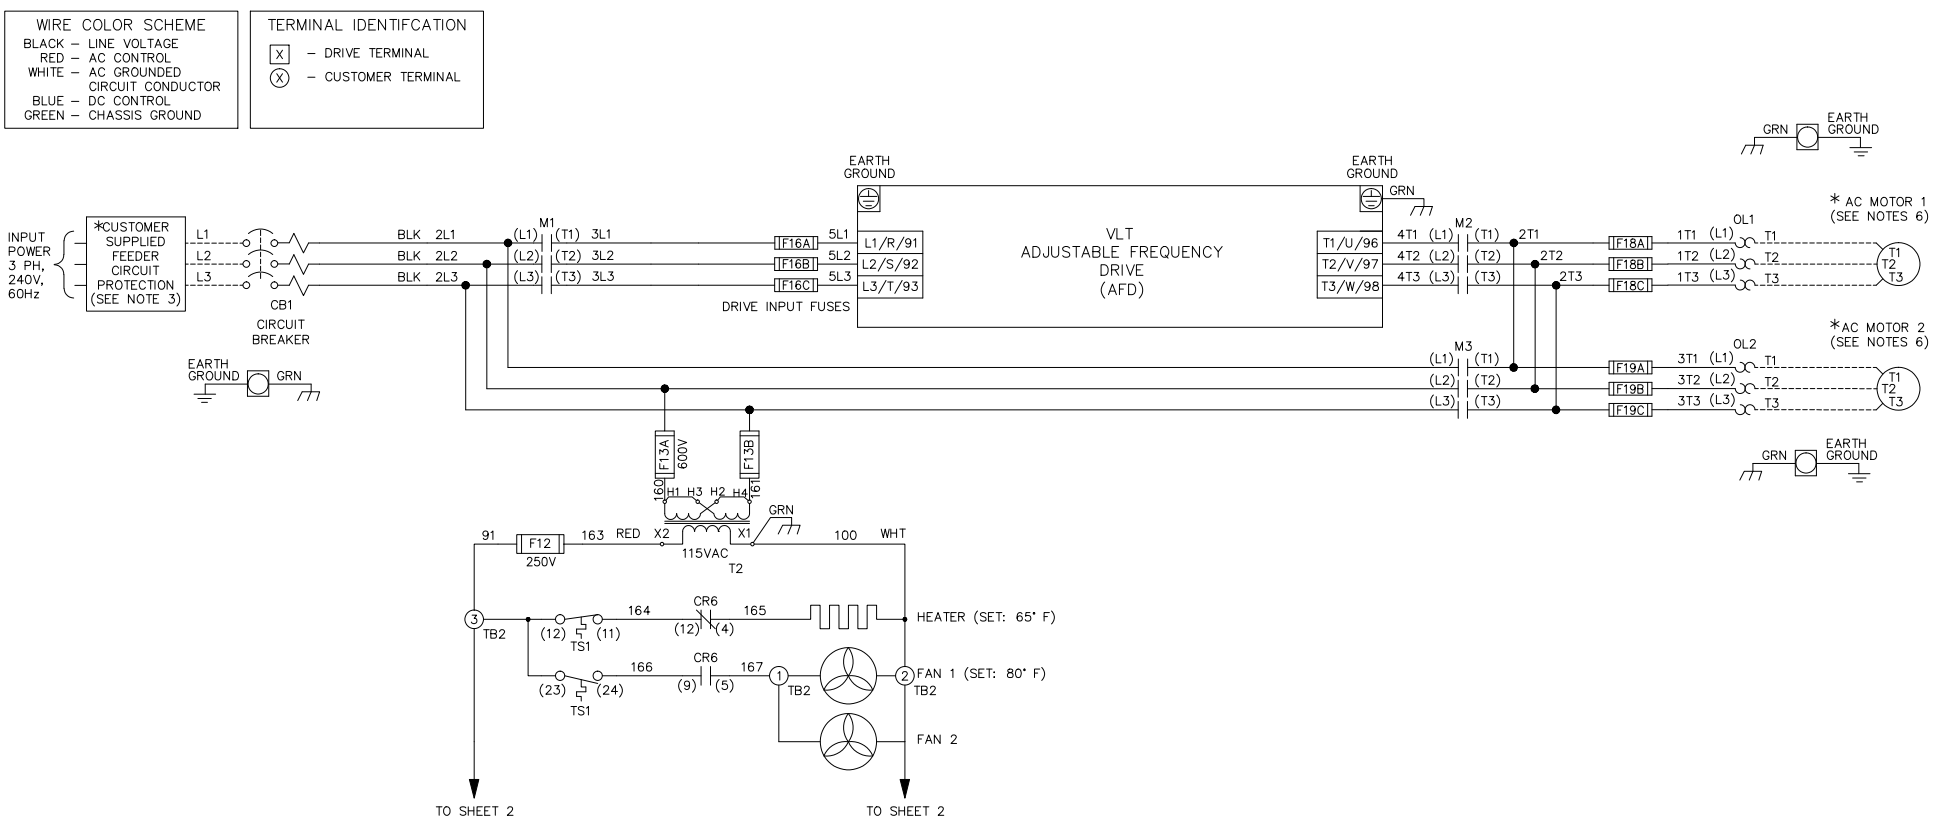 WIRE COLOR SCHEME
BLACK – LINE VOLTAGE
RED – AC CONTROL
WHITE – AC GROUNDED
CIRCUIT CONDUCTOR
BLUE – DC CONTROL
GREEN – CHASSIS GROUND
TERMINAL IDENTIFCATION
X – DRIVE TERMINAL
X – CUSTOMER TERMINAL
INPUT
POWER
3 PH,
240V,
60Hz
*CUSTOMER
SUPPLIED
FEEDER
CIRCUIT
PROTECTION
(SEE NOTE 3)
L1
L2
L3
CB1
CIRCUIT
BREAKER
EARTH
GROUND
GRN
BLK 2L1
BLK 2L2
BLK 2L3
M1
(L1) (T1) 3L1
(L2) (T2) 3L2
(L3) (T3) 3L3
F16A
F16B
F16C
DRIVE INPUT FUSES
5L1
5L2
5L3
EARTH
GROUND
L1/R/91
L2/S/92
L3/T/93
VLT
ADJUSTABLE FREQUENCY
DRIVE
(AFD)
EARTH
GROUND
GRN
T1/U/96
T2/V/97
T3/W/98
4T1 (L1)
4T2 (L2)
4T3 (L3)
M2
(T1) 2T1
(T2) 2T2
(T3) 2T3
F18A
F18B
F18C
1T1 (L1)
1T2 (L2)
1T3 (L3)
OL1
T1
T2
T3
GRN
EARTH
GROUND
* AC MOTOR 1
(SEE NOTES 6)
T1
T2
T3
M3
(L1) (T1)
(L2) (T2)
(L3) (T3)
F19A
F19B
F19C
3T1 (L1)
3T2 (L2)
3T3 (L3)
OL2
T1
T2
T3
*AC MOTOR 2
(SEE NOTES 6)
T1
T2
T3
GRN
EARTH
GROUND
F13A
600V
F13B
160
161
H1 H3 H2 H4
GRN
91
F12
250V
163
RED
X2
X1
115VAC
T2
100
WHT
3
TB2
(12) (11)
TS1
164
CR6
(12) (4)
165
HEATER (SET: 65° F)
(23) (24)
TS1
166
CR6
(9) (5)
167
1
TB2
2
TB2
FAN 1 (SET: 80° F)
FAN 2
TO SHEET 2
TO SHEET 2